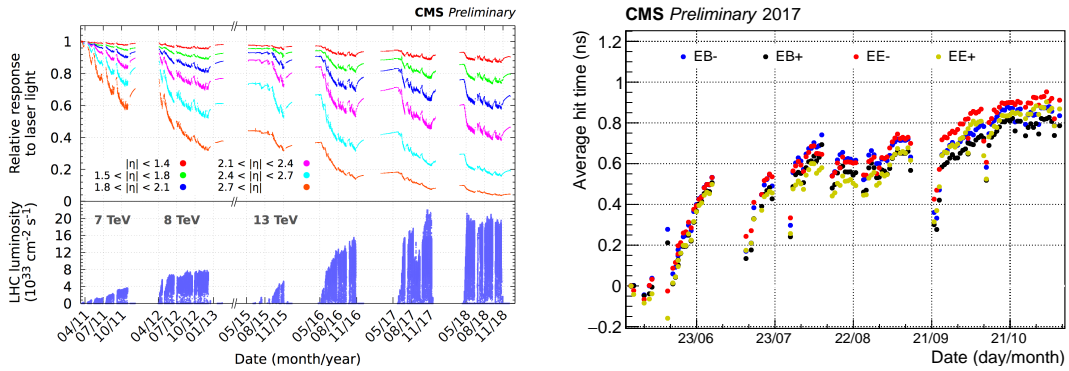 CMS Preliminary
Relative response
to laser light
1
0.8
0.6
0.4
0.2
0
|η| < 1.4
1.5 < |η| < 1.8
1.8 < |η| < 2.1
2.1 < |η| < 2.4
2.4 < |η| < 2.7
2.7 < |η|
LHC luminosity
(10³³ cm⁻² s⁻¹)
20
16
12
8
4
0
7 TeV
8 TeV
13 TeV
04/11
07/11
10/11
04/12
07/12
10/12
01/13
05/15
08/15
11/15
05/16
08/16
11/16
05/17
08/17
11/17
05/18
08/18
11/18
Date (month/year)
CMS Preliminary 2017
Average hit time (ns)
1.2
1
0.8
0.6
0.4
0.2
0
−0.2
EB-
EB+
EE-
EE+
23/06
23/07
22/08
21/09
21/10
Date (day/month)